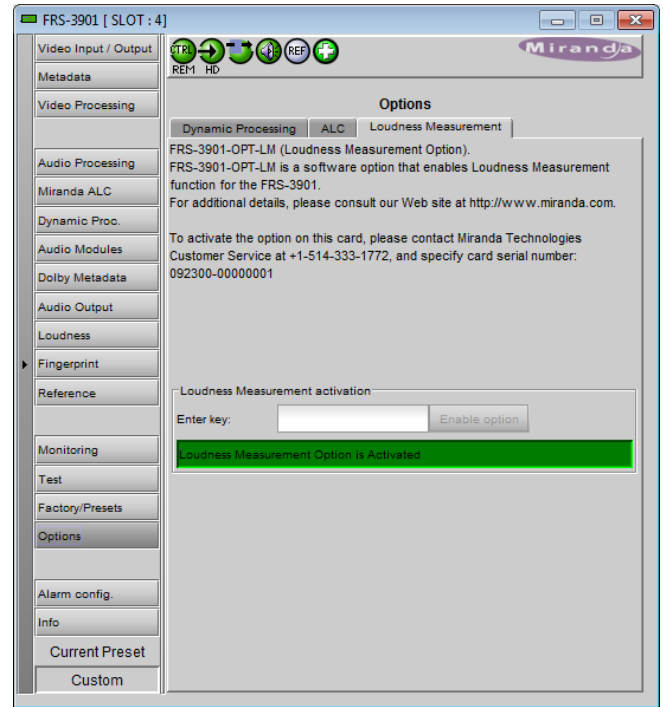 FRS-3901 [ SLOT : 4]
Video Input / Output
Metadata
Video Processing
Audio Processing
Miranda ALC
Dynamic Proc.
Audio Modules
Dolby Metadata
Audio Output
Loudness
Fingerprint
Reference
Monitoring
Test
Factory/Presets
Options
Alarm config.
Info
Current Preset
Custom
CTRL REF
REM HD
Miranda
Options
Dynamic Processing ALC Loudness Measurement
FRS-3901-OPT-LM (Loudness Measurement Option).
FRS-3901-OPT-LM is a software option that enables Loudness Measurement
function for the FRS-3901.
For additional details, please consult our Web site at http://www.miranda.com.
To activate the option on this card, please contact Miranda Technologies
Customer Service at +1-514-333-1772, and specify card serial number:
092300-00000001
Loudness Measurement activation
Enter key:
Enable option
Loudness Measurement Option is Activated